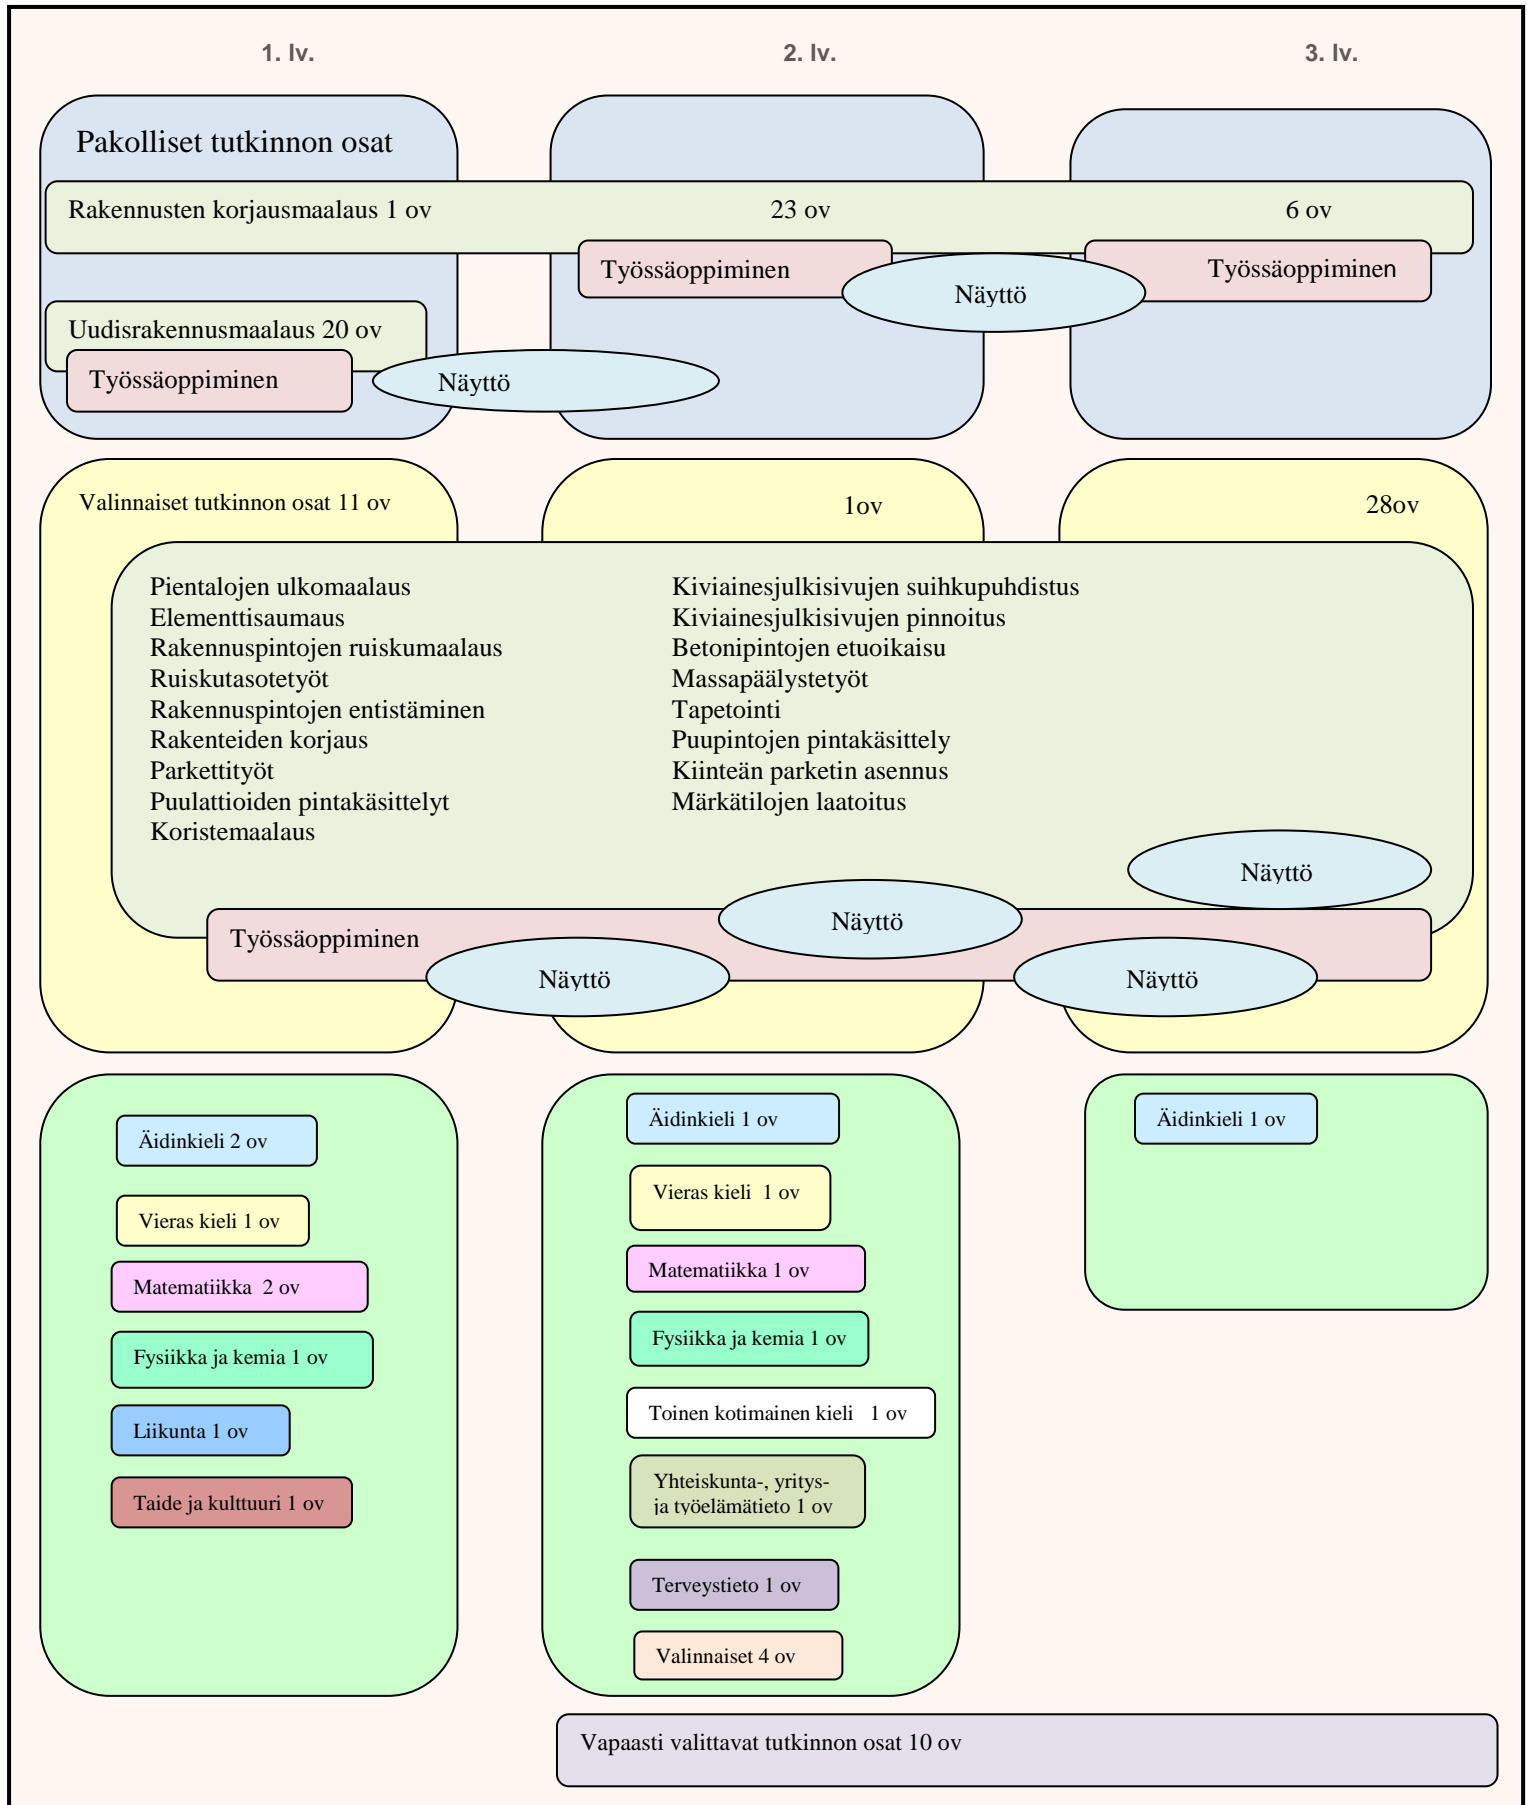 1. lv.
2. lv.
3. lv.
Pakolliset tutkinnon osat
Rakennusten korjausmaalaus 1 ov
23 ov
6 ov
Työssäoppiminen
Näyttö
Työssäoppiminen
Uudisrakennusmaalaus 20 ov
Työssäoppiminen
Näyttö
Valinnaiset tutkinnon osat 11 ov
1ov
28ov
Pientalojen ulkomaalaus
Elementtisaumaus
Rakennuspintojen ruiskumaalaus
Ruiskutasotetyöt
Rakennuspintojen entistäminen
Rakenteiden korjaus
Parkettityöt
Puulattioiden pintakäsittelyt
Koristemaalaus
Kiviainesjulkisivujen suihkupuhdistus
Kiviainesjulkisivujen pinnoitus
Betonipintojen etuoikaisu
Massapäälystetyöt
Tapetointi
Puupintojen pintakäsittely
Kiinteän parketin asennus
Märkätilojen laatoitus
Näyttö
Näyttö
Työssäoppiminen
Näyttö
Näyttö
Äidinkieli 2 ov
Vieras kieli 1 ov
Matematiikka 2 ov
Fysiikka ja kemia 1 ov
Liikunta 1 ov
Taide ja kulttuuri 1 ov
Äidinkieli 1 ov
Vieras kieli 1 ov
Matematiikka 1 ov
Fysiikka ja kemia 1 ov
Toinen kotimainen kieli 1 ov
Yhteiskunta-, yritys-
ja työelämätieto 1 ov
Terveystieto 1 ov
Valinnaiset 4 ov
Äidinkieli 1 ov
Vapaasti valittavat tutkinnon osat 10 ov